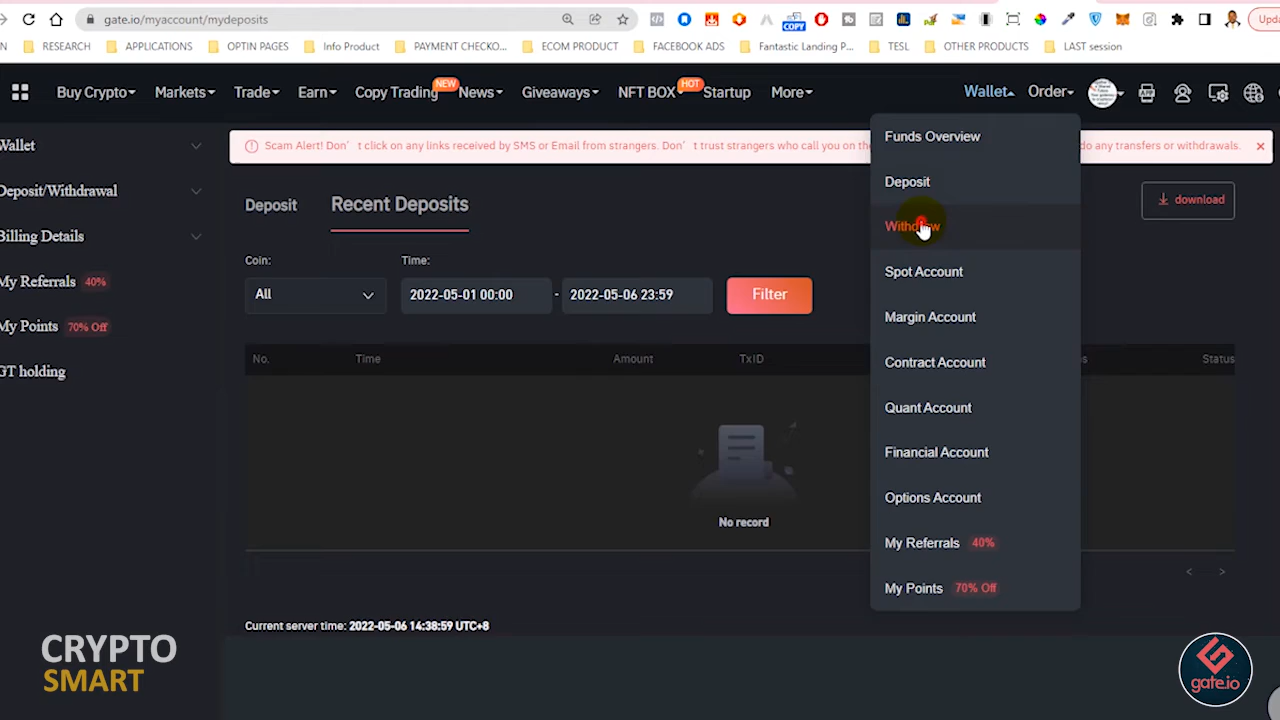 gate.io/myaccount/mydeposits
COPY
Upda
N RESEARCH APPLICATIONS OPTIN PAGES Info Product PAYMENT CHECKO... ECOM PRODUCT FACEBOOK ADS Fantastic Landing P... TESL OTHER PRODUCTS LAST session
NEW HOT
Buy Crypto Markets Trade Earn Copy Trading News Giveaways NFT BOX Startup More Wallet Order
Wallet
Scam Alert! Don't click on any links received by SMS or Email from strangers. Don't trust strangers who call you on the
do any transfers or withdrawals.
Deposit/Withdrawal
Billing Details
My Referrals 40%
My Points 70% Off
GT holding
Deposit Recent Deposits
download
Coin: Time:
All 2022-05-01 00:00 - 2022-05-06 23:59 Filter
No. Time Amount TxID Status
No record
< >
Current server time: 2022-05-06 14:38:59 UTC+8
Funds Overview
Deposit
Withdraw
Spot Account
Margin Account
Contract Account
Quant Account
Financial Account
Options Account
My Referrals 40%
My Points 70% Off
CRYPTO
SMART
gate.io